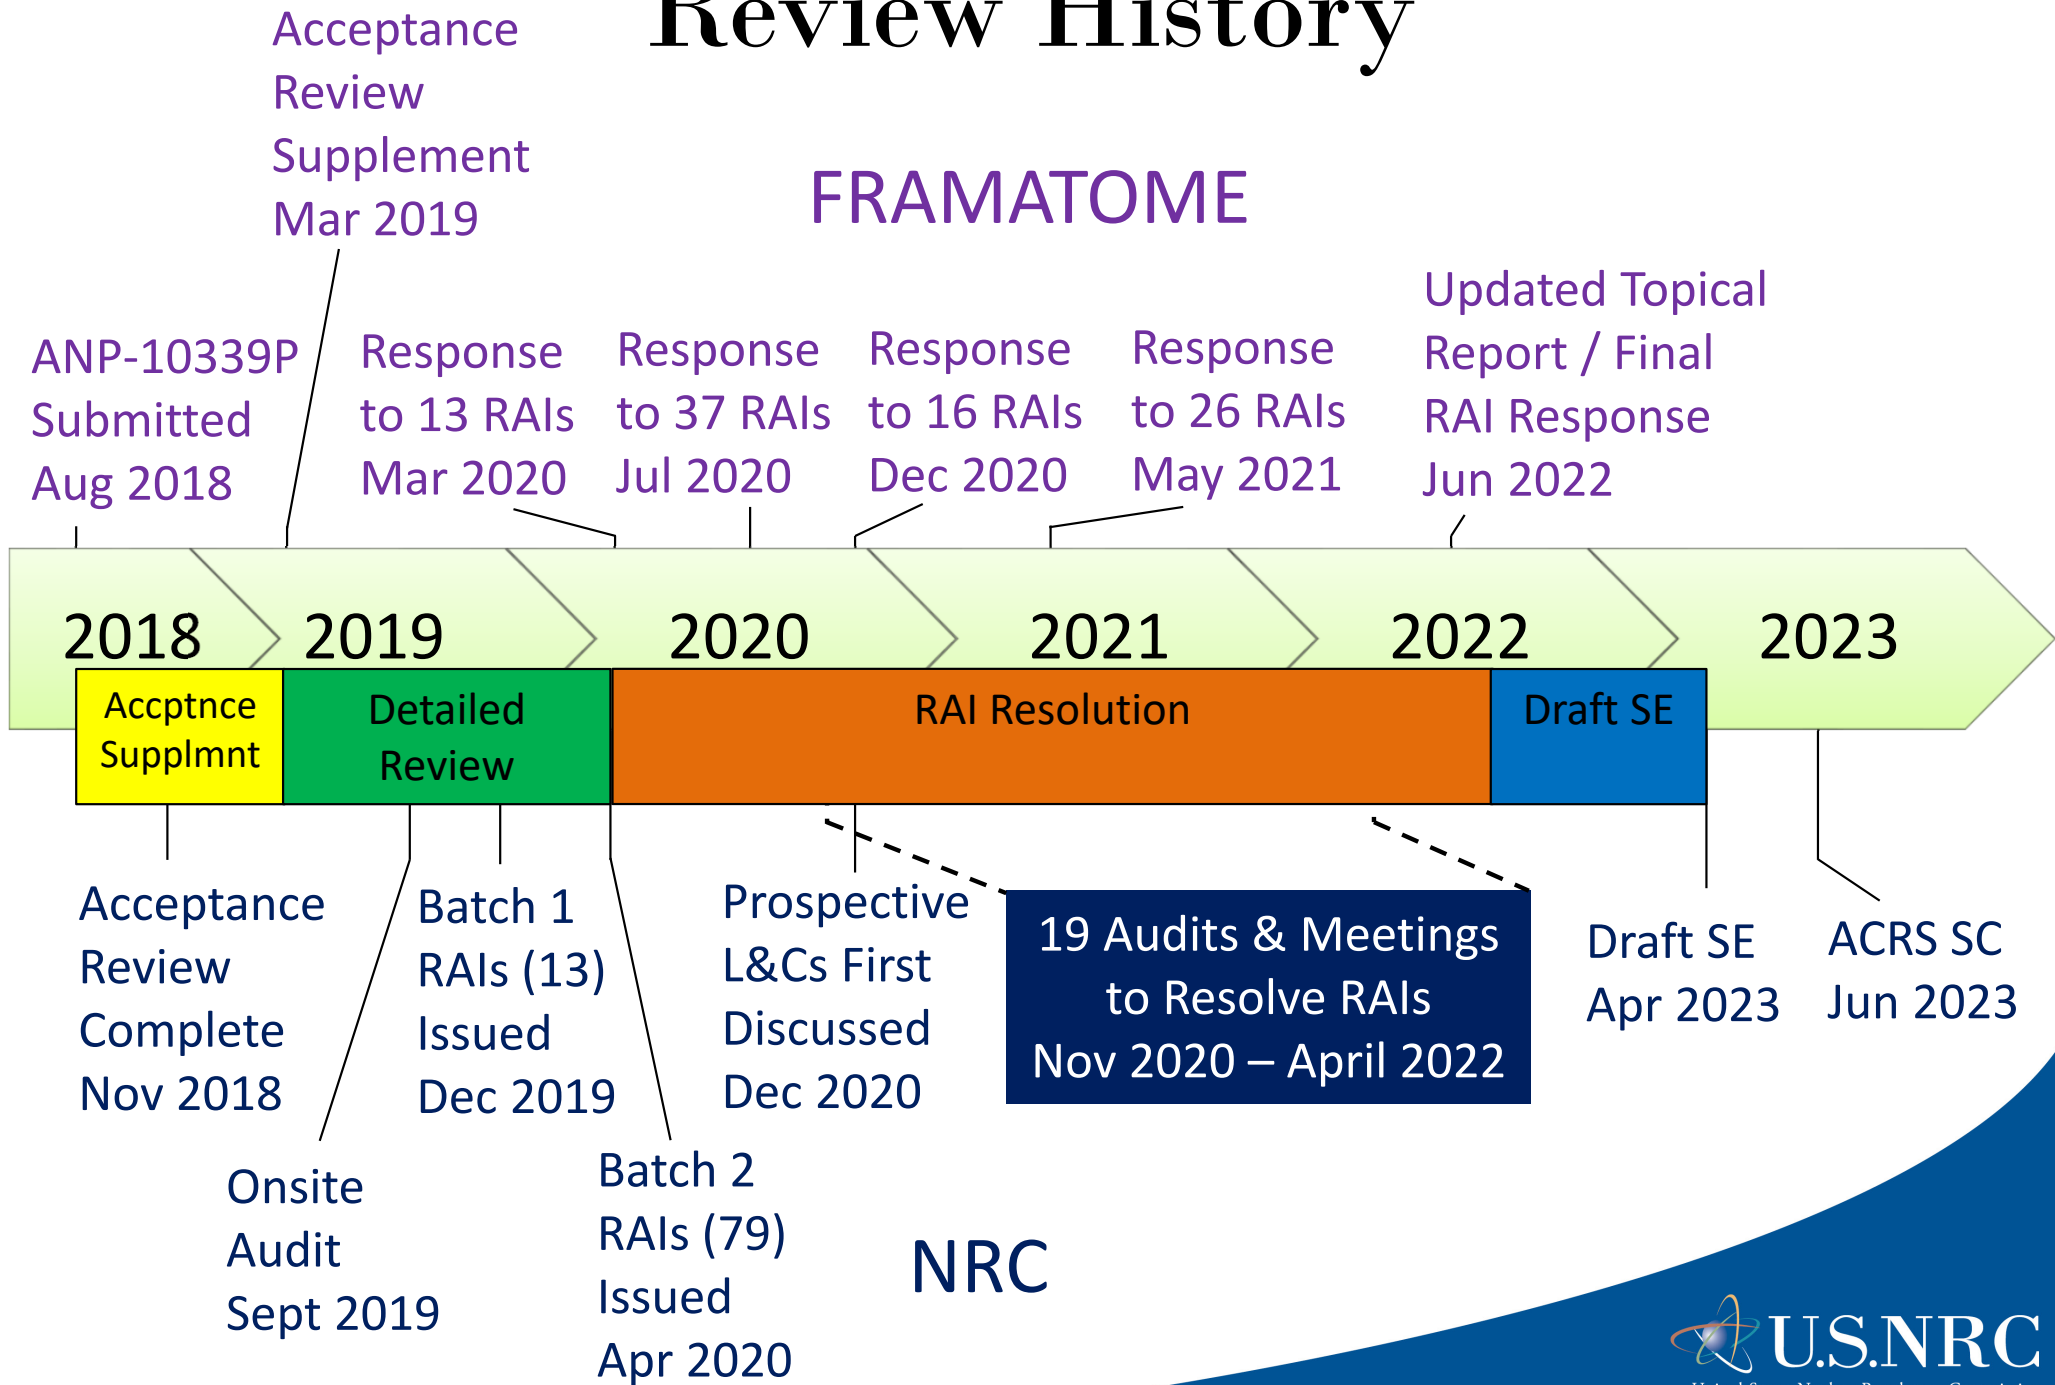 Review History
Acceptance
Review
Supplement
Mar 2019
FRAMATOME
ANP-10339P
Submitted
Aug 2018
Response
to 13 RAIs
Mar 2020
Response
to 37 RAIs
Jul 2020
Response
to 16 RAIs
Dec 2020
Response
to 26 RAIs
May 2021
Updated Topical
Report / Final
RAI Response
Jun 2022
2018
2019
2020
2021
2022
2023
Accptnce
Supplmnt
Detailed
Review
RAI Resolution
Draft SE
Acceptance
Review
Complete
Nov 2018
Onsite
Audit
Sept 2019
Batch 1
RAIs (13)
Issued
Dec 2019
Batch 2
RAIs (79)
Issued
Apr 2020
Prospective
L&Cs First
Discussed
Dec 2020
19 Audits & Meetings
to Resolve RAIs
Nov 2020 – April 2022
Draft SE
Apr 2023
ACRS SC
Jun 2023
NRC
U.S.NRC